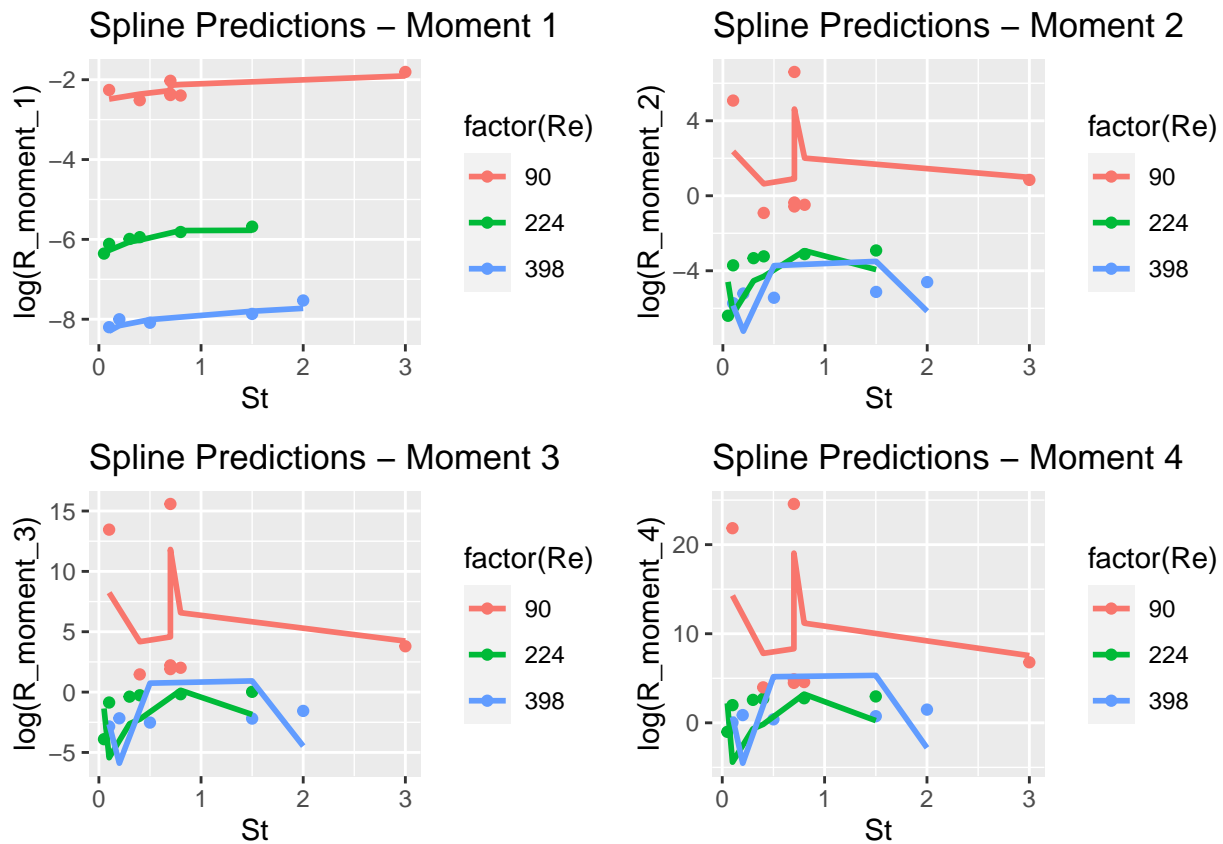 Spline Predictions – Moment 1
log(R_moment_1)
−2
−4
−6
−8
0
1
2
3
St
factor(Re)
90
224
398
Spline Predictions – Moment 2
log(R_moment_2)
4
0
−4
0
1
2
3
St
factor(Re)
90
224
398
Spline Predictions – Moment 3
log(R_moment_3)
15
10
5
0
−5
0
1
2
3
St
factor(Re)
90
224
398
Spline Predictions – Moment 4
log(R_moment_4)
20
10
0
0
1
2
3
St
factor(Re)
90
224
398